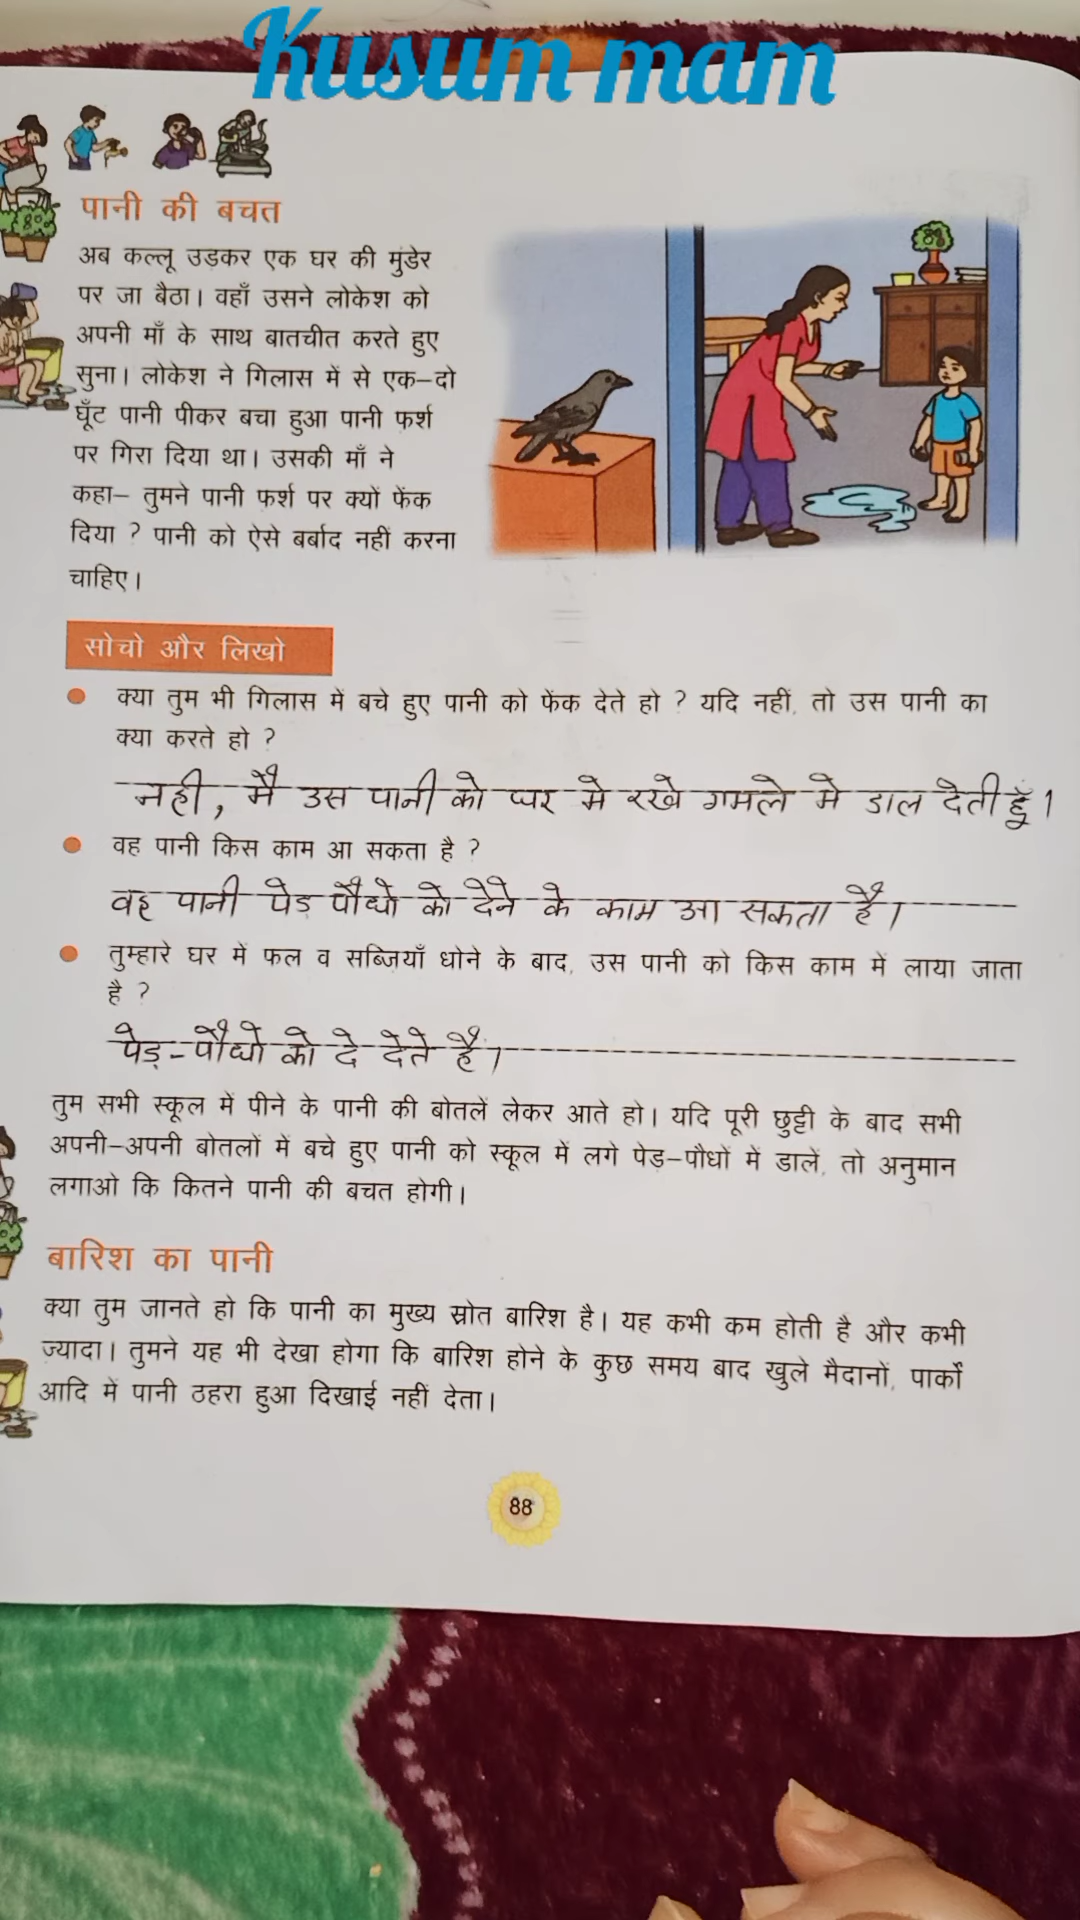 Kusum mam
पानी की बचत
अब कल्लू उड़कर एक घर की मुंडेर
पर जा बैठा। वहाँ उसने लोकेश को
अपनी माँ के साथ बातचीत करते हुए
सुना। लोकेश ने गिलास में से एक–दो
घूँट पानी पीकर बचा हुआ पानी फर्श
पर गिरा दिया था। उसकी माँ ने
कहा– तुमने पानी फर्श पर क्यों फेंक
दिया ? पानी को ऐसे बर्बाद नहीं करना
चाहिए।
सोचो और लिखो
क्या तुम भी गिलास में बचे हुए पानी को फेंक देते हो ? यदि नहीं, तो उस पानी का
क्या करते हो ?
नही, मै उस पानी को घर मे रखे गमले मे डाल देती हूँ।
वह पानी किस काम आ सकता है ?
वह पानी पेड़ पौधो को देने के काम आ सकता है।
तुम्हारे घर में फल व सब्जियाँ धोने के बाद, उस पानी को किस काम में लाया जाता
है ?
पेड़-पौधो को दे देते है।
तुम सभी स्कूल में पीने के पानी की बोतलें लेकर आते हो। यदि पूरी छुट्टी के बाद सभी
अपनी–अपनी बोतलों में बचे हुए पानी को स्कूल में लगे पेड़–पौधों में डालें, तो अनुमान
लगाओ कि कितने पानी की बचत होगी।
बारिश का पानी
क्या तुम जानते हो कि पानी का मुख्य स्रोत बारिश है। यह कभी कम होती है और कभी
ज्यादा। तुमने यह भी देखा होगा कि बारिश होने के कुछ समय बाद खुले मैदानों, पार्कों
आदि में पानी ठहरा हुआ दिखाई नहीं देता।
88